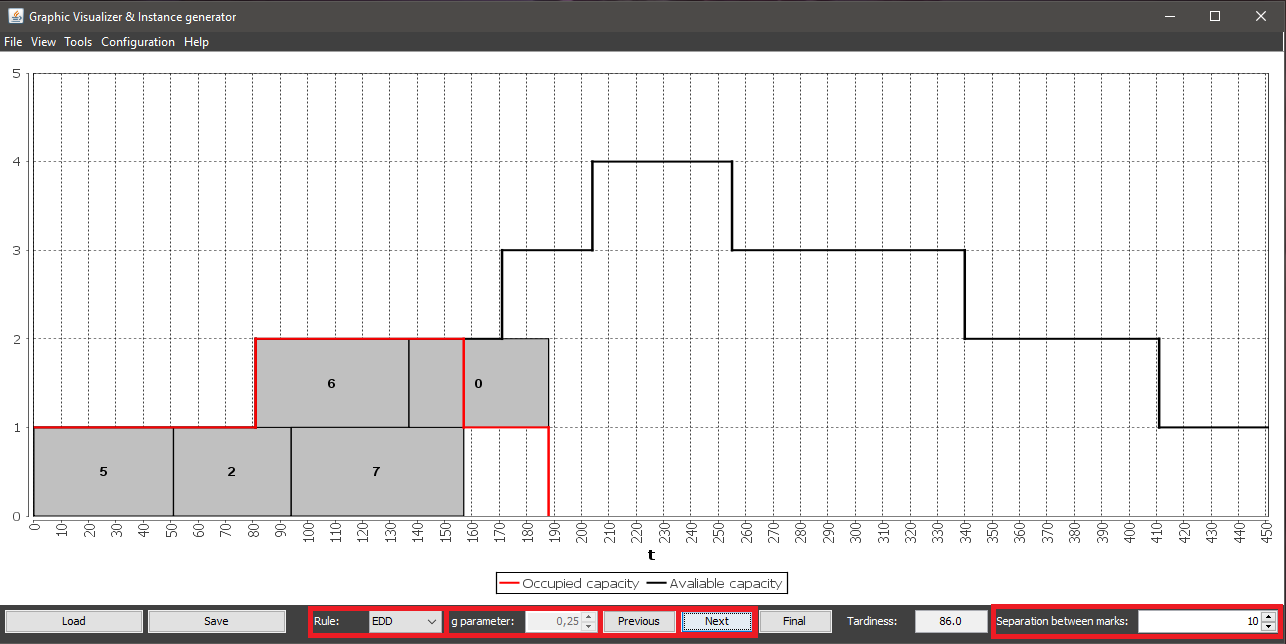 Graphic Visualizer & Instance generator
File View Tools Configuration Help
5
4
3
2
1
0
6 0
5 2 7
0 10 20 30 40 50 60 70 80 90 100 110 120 130 140 150 160 170 180 190 200 210 220 230 240 250 260 270 280 290 300 310 320 330 340 350 360 370 380 390 400 410 420 430 440 450
t
Occupied capacity Avaliable capacity
Load Save Rule: EDD g parameter: 0,25 Previous Next Final Tardiness: 86.0 Separation between marks: 10